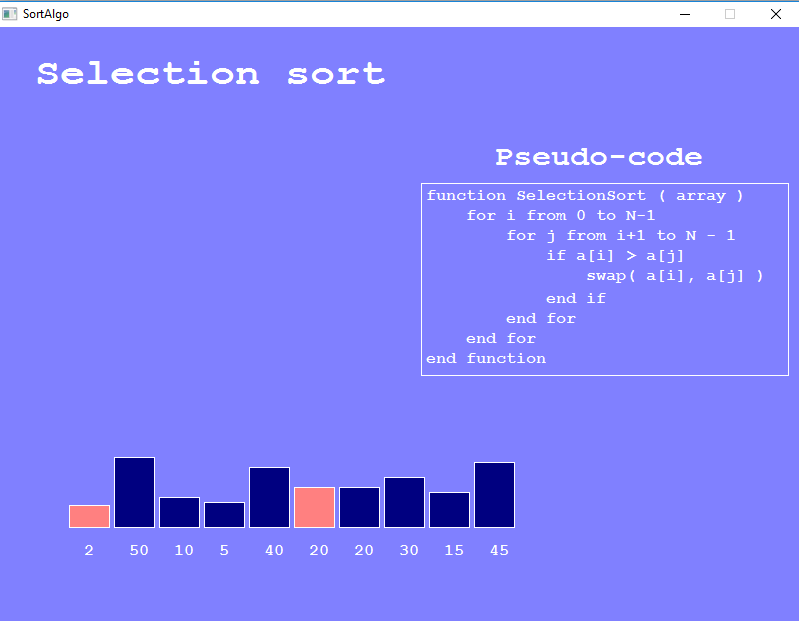 SortAlgo
Selection sort
Pseudo-code
function SelectionSort ( array )
for i from 0 to N-1
for j from i+1 to N - 1
if a[i] > a[j]
swap( a[i], a[j] )
end if
end for
end for
end function
2 50 10 5 40 20 20 30 15 45